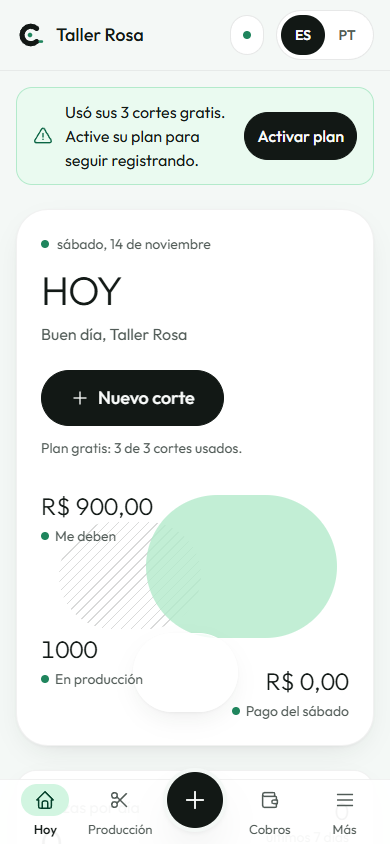 Taller Rosa
ES
PT
Usó sus 3 cortes gratis.
Active su plan para
seguir registrando.
Activar plan
sábado, 14 de noviembre
HOY
Buen día, Taller Rosa
+ Nuevo corte
Plan gratis: 3 de 3 cortes usados.
R$ 900,00
Me deben
1000
En producción
R$ 0,00
Pago del sábado
Hoy
Producción
Cobros
Más